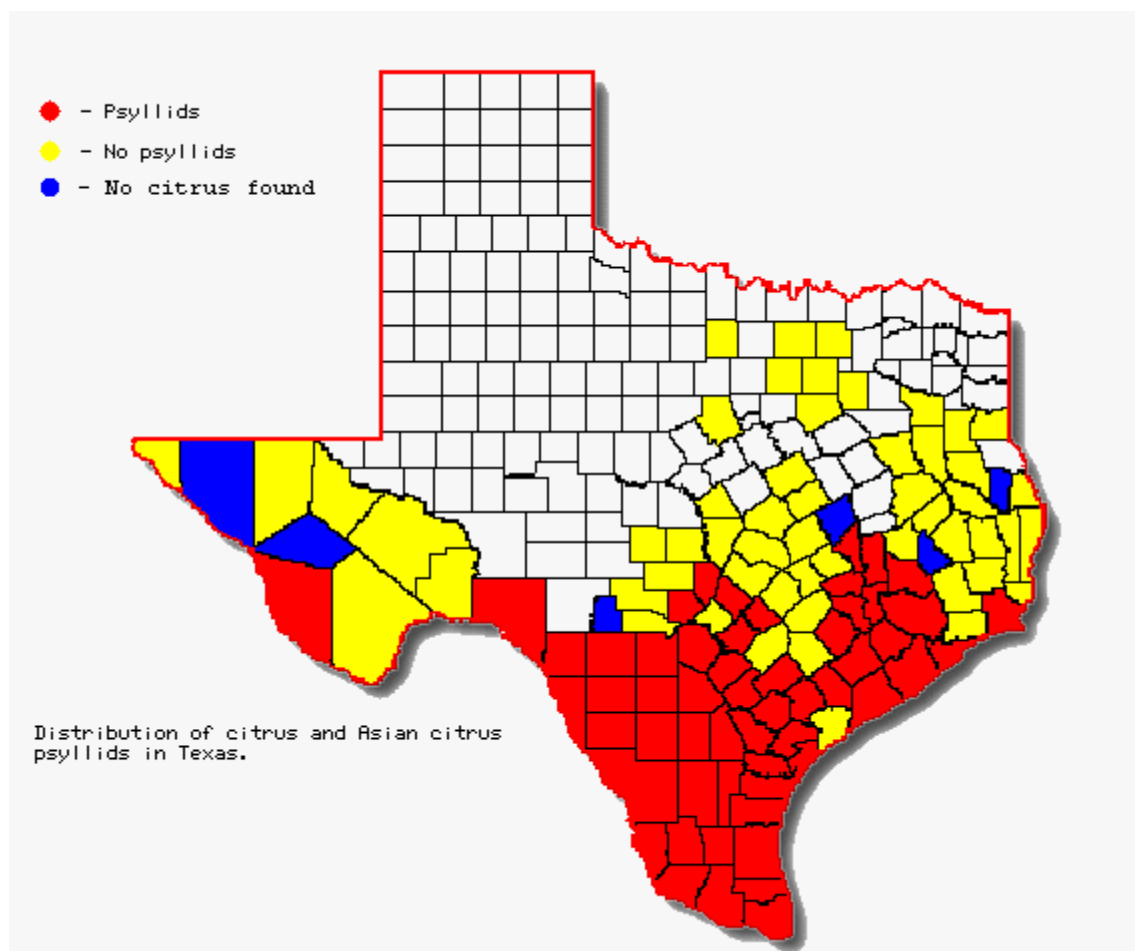 - Psyllids
- No psyllids
- No citrus found
Distribution of citrus and Asian citrus
psyllids in Texas.